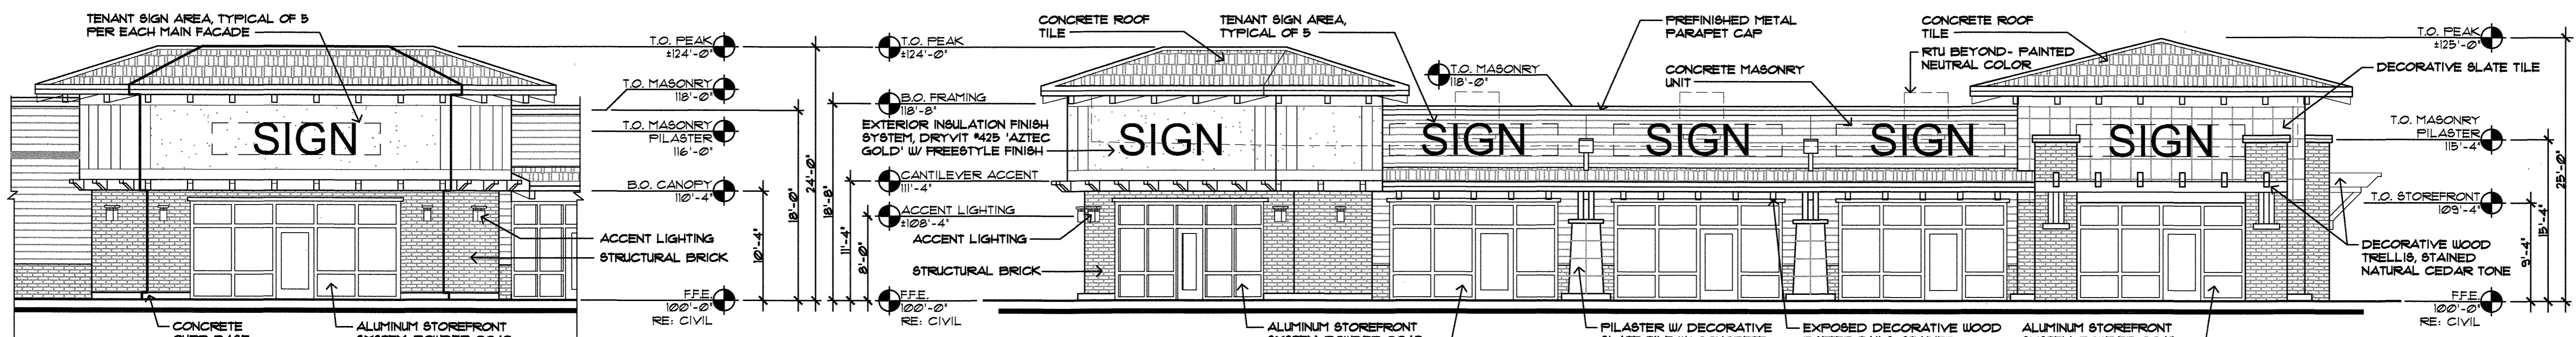 TENANT SIGN AREA, TYPICAL OF 5
PER EACH MAIN FACADE
SIGN
T.O. PEAK
±124'-0"
T.O. MASONRY
118'-0"
T.O. MASONRY
PILASTER
116'-0"
B.O. CANOPY
110'-4"
ACCENT LIGHTING
STRUCTURAL BRICK
F.F.E.
100'-0"
RE: CIVIL
CONCRETE
ALUMINUM STOREFRONT
10'-4"
18'-0"
24'-0"
18'-8"
11'-4"
8'-0"
T.O. PEAK
±124'-0"
B.O. FRAMING
118'-8"
EXTERIOR INSULATION FINISH
SYSTEM, DRYVIT #425 'AZTEC
GOLD' W/ FREESTYLE FINISH
CANTILEVER ACCENT
111'-4"
ACCENT LIGHTING
±108'-4"
ACCENT LIGHTING
STRUCTURAL BRICK
F.F.E.
100'-0"
RE: CIVIL
CONCRETE ROOF
TILE
TENANT SIGN AREA,
TYPICAL OF 5
T.O. MASONRY
118'-0"
PREFINISHED METAL
PARAPET CAP
CONCRETE MASONRY
UNIT
CONCRETE ROOF
TILE
RTU BEYOND- PAINTED
NEUTRAL COLOR
SIGN
SIGN
SIGN
SIGN
SIGN
T.O. PEAK
±125'-0"
DECORATIVE SLATE TILE
T.O. MASONRY
PILASTER
115'-4"
T.O. STOREFRONT
109'-4"
DECORATIVE WOOD
TRELLIS, STAINED
NATURAL CEDAR TONE
F.F.E.
100'-0"
RE: CIVIL
9'-4"
15'-4"
25'-0"
ALUMINUM STOREFRONT
PILASTER W/ DECORATIVE
EXPOSED DECORATIVE WOOD
ALUMINUM STOREFRONT